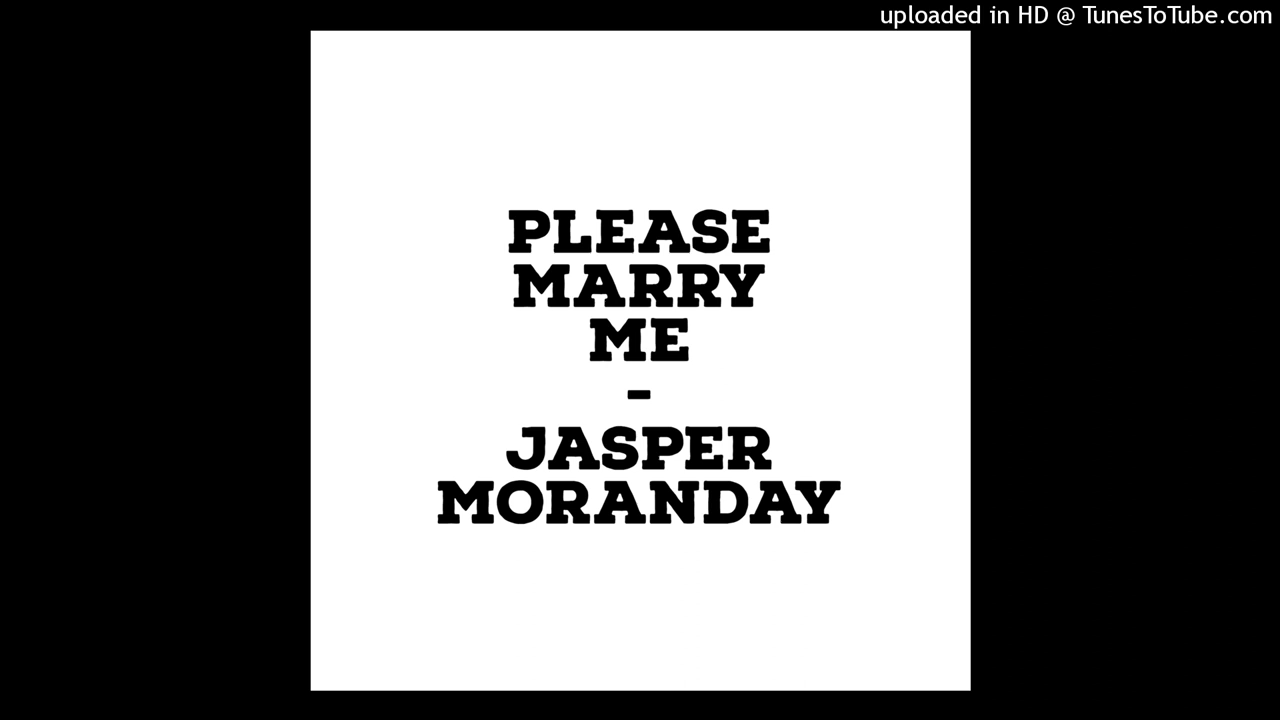 uploaded in HD @ TunesToTube.com
PLEASE
MARRY
ME
-
JASPER
MORANDAY